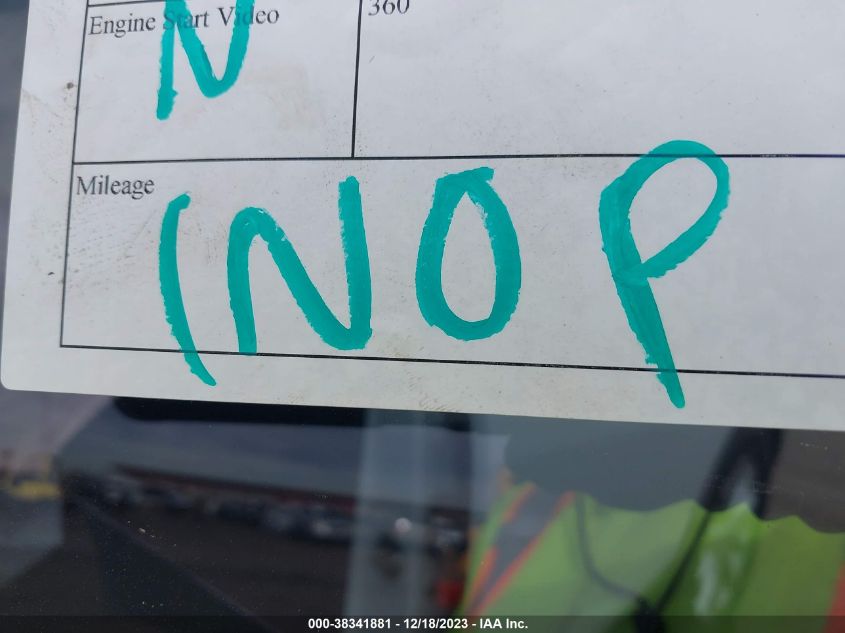 Engine Start Video
360
N
Mileage
INOP
000-38341881 - 12/18/2023 - IAA Inc.